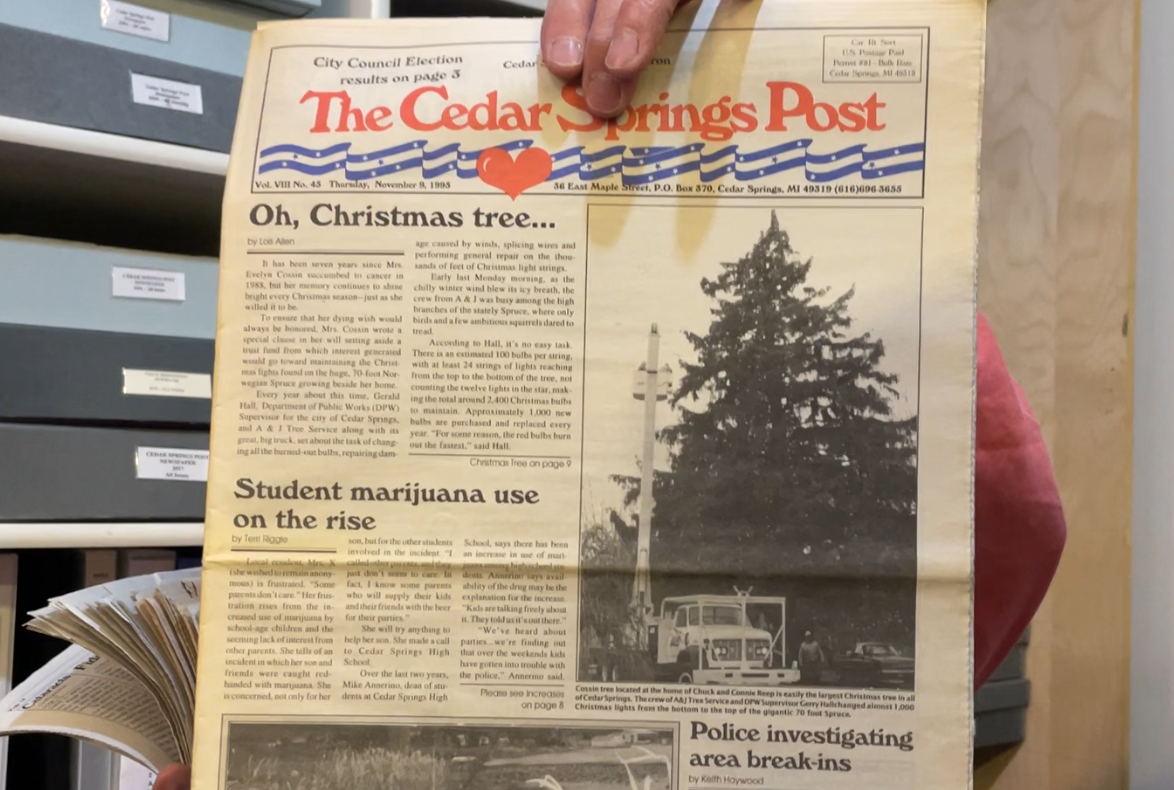 City Council Election
results on page 3
Cedar
Car. Rt. Sort
U.S. Postage Paid
Permit #91 - Bulk Rate
Cedar Springs, MI 49319
The Cedar Springs Post
Vol. VIII No. 45 Thursday, November 9, 1995
36 East Maple Street, P.O. Box 370, Cedar Springs, MI 49319 (616)696-3655
Oh, Christmas tree...
by Lois Allen
It has been seven years since Mrs.
Evelyn Cossin succumbed to cancer in
1988, but her memory continues to shine
bright every Christmas season—just as she
willed it to be.
To ensure that her dying wish would
always be honored, Mrs. Cossin wrote a
special clause in her will setting aside a
trust fund from which interest generated
would go toward maintaining the Christ-
mas lights found on the huge, 70-foot Nor-
wegian Spruce growing beside her home.
Every year about this time, Gerald
Hall, Department of Public Works (DPW)
Supervisor for the city of Cedar Springs,
and A & J Tree Service along with its
great, big truck, set about the task of chang-
ing all the burned-out bulbs, repairing dam-
age caused by winds, splicing wires and
performing general repair on the thou-
sands of feet of Christmas light strings.
Early last Monday morning, as the
chilly winter wind blew its icy breath, the
crew from A & J was busy among the high
branches of the stately Spruce, where only
birds and a few ambitious squirrels dared to
tread.
According to Hall, it's no easy task.
There is an estimated 100 bulbs per string,
with at least 24 strings of lights reaching
from the top to the bottom of the tree, not
counting the twelve lights in the star, mak-
ing the total around 2,400 Christmas bulbs
to maintain. Approximately 1,000 new
bulbs are purchased and replaced every
year. "For some reason, the red bulbs burn
out the fastest," said Hall.
Christmas Tree on page 9
Cossin tree located at the home of Chuck and Connie Reep is easily the largest Christmas tree in all
of Cedar Springs. The crew of A&J Tree Service and DPW Supervisor Gerry Hall changed almost 1,000
Christmas lights from the bottom to the top of the gigantic 70 foot Spruce.
Student marijuana use
on the rise
by Terri Riggle
Local resident, Mrs. X
(she wished to remain anony-
mous) is frustrated. "Some
parents don't care." Her frus-
tration rises from the in-
creased use of marijuana by
school-age children and the
seeming lack of interest from
other parents. She tells of an
incident in which her son and
friends were caught red-
handed with marijuana. She
is concerned, not only for her
son, but for the other students
involved in the incident. "I
called other parents, and they
just don't seem to care. In
fact, I know some parents
who will supply their kids
and their friends with the beer
for their parties."
She will try anything to
help her son. She made a call
to Cedar Springs High
School.
Over the last two years,
Mike Annerino, dean of stu-
dents at Cedar Springs High
School, says there has been
an increase in use of mari-
juana among high school stu-
dents. Annerino says avail-
ability of the drug may be the
explanation for the increase.
"Kids are talking freely about
it. They told us it's out there."
"We've heard about
parties...we're finding out
that over the weekends kids
have gotten into trouble with
the police," Annerino said.
Please see Increases
on page 8
Police investigating
area break-ins
by Keith Haywood
CEDAR SPRINGS POST
NEWSPAPER
2017
All Issues